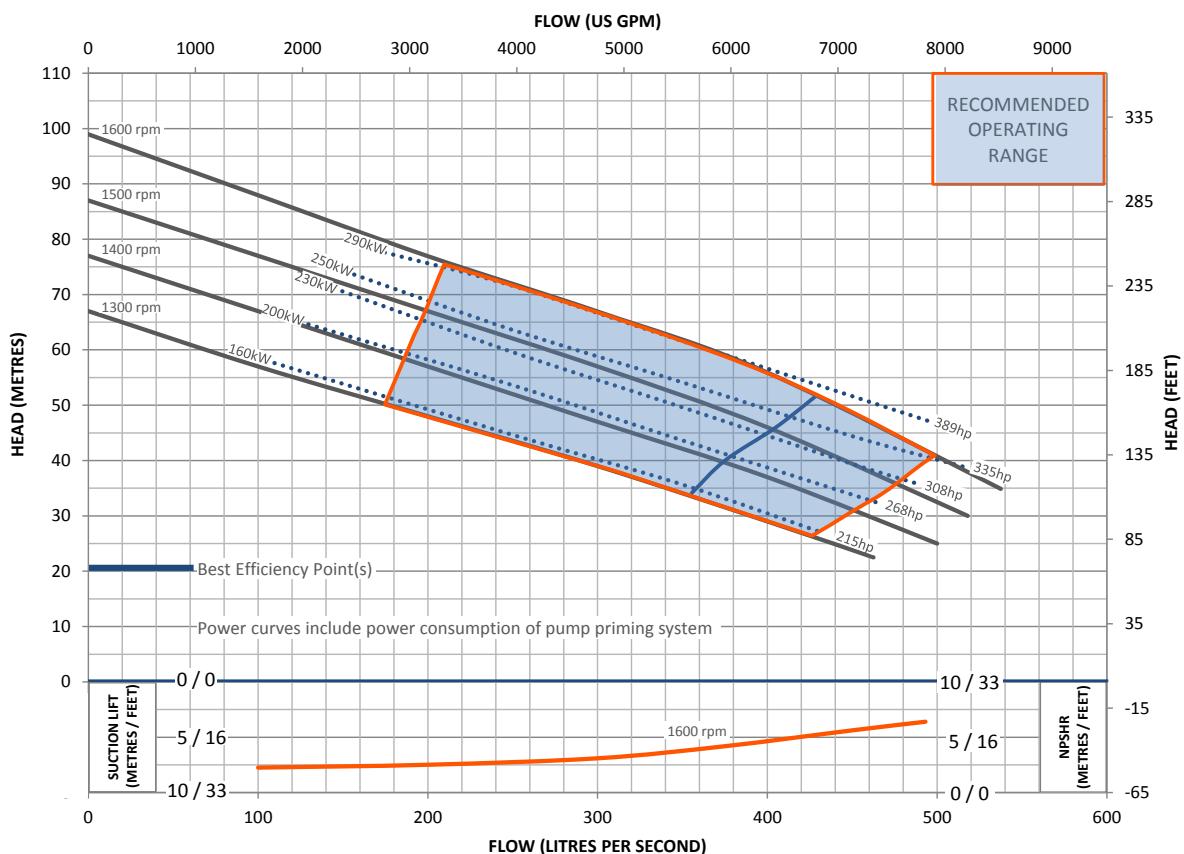 FLOW (US GPM)
0 1000 2000 3000 4000 5000 6000 7000 8000 9000
110
100
90
80
70
60
50
40
30
20
10
0
HEAD (METRES)
335
285
235
185
135
85
35
-15
-65
HEAD (FEET)
RECOMMENDED
OPERATING
RANGE
1600 rpm
1500 rpm
1400 rpm
1300 rpm
290kW
250kW
230kW
200kW
160kW
389hp
335hp
308hp
268hp
215hp
Best Efficiency Point(s)
Power curves include power consumption of pump priming system
SUCTION LIFT
(METRES / FEET)
0 / 0
5 / 16
10 / 33
1600 rpm
10 / 33
5 / 16
0 / 0
NPSHR
(METRES / FEET)
0 100 200 300 400 500 600
FLOW (LITRES PER SECOND)